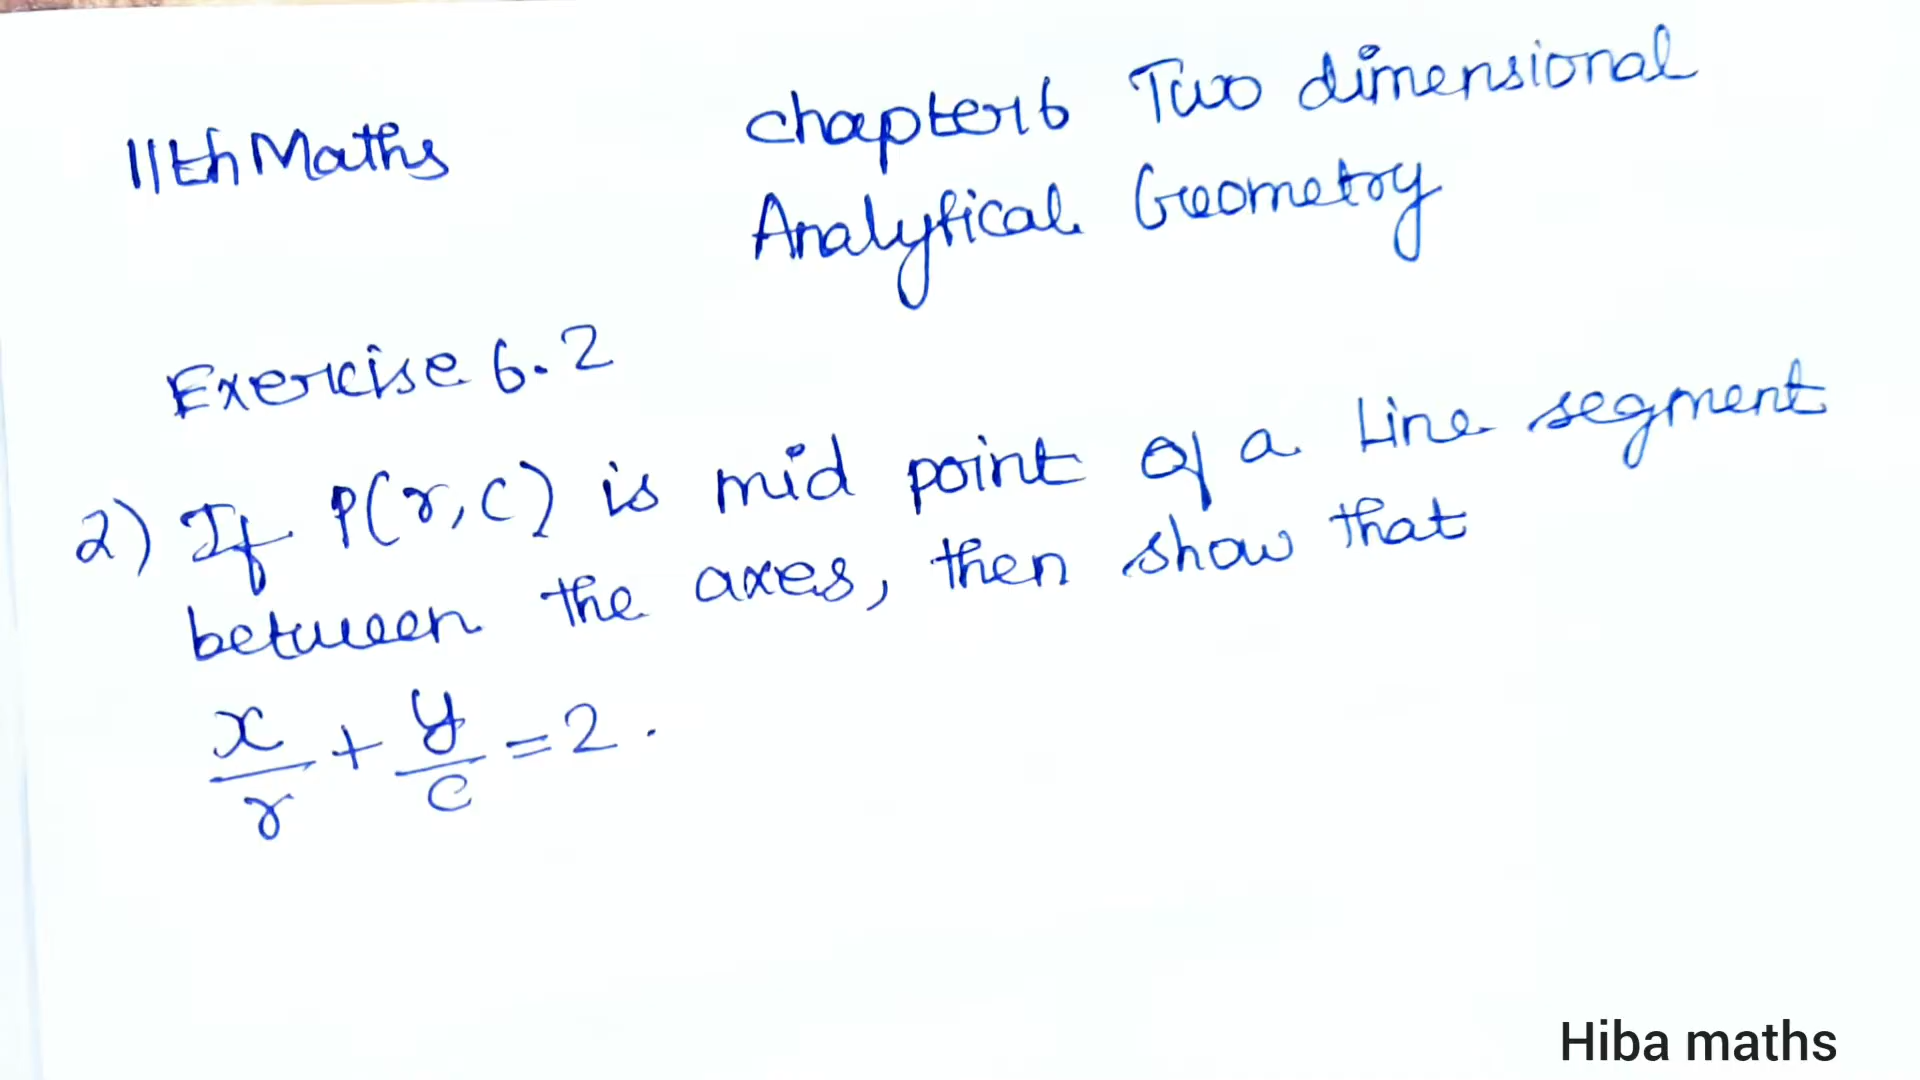 11th Maths
chapter 6 Two dimensional
Analytical Geometry
Exercise 6.2
2) If P(r,c) is mid point of a Line segment
between the axes, then show that
x/r + y/c = 2.
Hiba maths